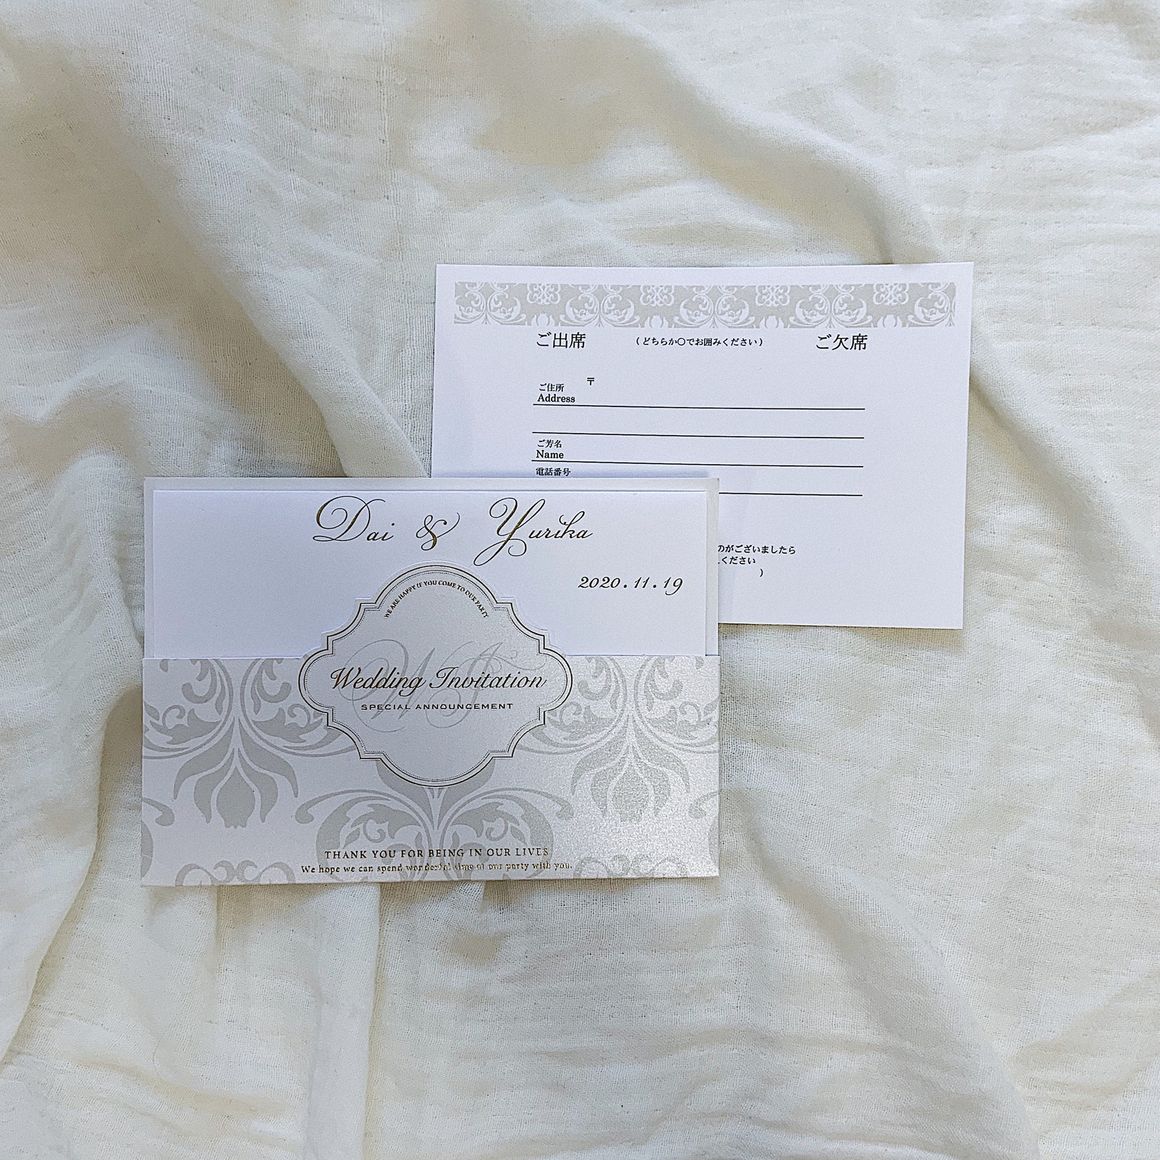 ご出席 (どちらか○でお囲みください) ご欠席
〒
ご住所
Address
ご芳名
Name
電話番号
のがございましたら
ください
)
Dai & Yurika
2020.11.19
WE ARE HAPPY IF YOU COME TO OUR PARTY
Wedding Invitation
SPECIAL ANNOUNCEMENT
THANK YOU FOR BEING IN OUR LIVES
We hope we can spend wonderful time at our party with you.